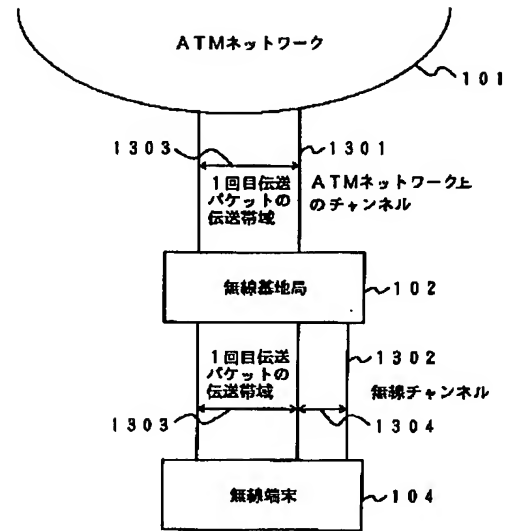 ATMネットワーク
101
1303
1301
1回目伝送
パケットの
伝送帯域
ATMネットワーク上
のチャンネル
無線基地局
102
1302
1回目伝送
パケットの
伝送帯域
無線チャンネル
1303
1304
無線端末
104